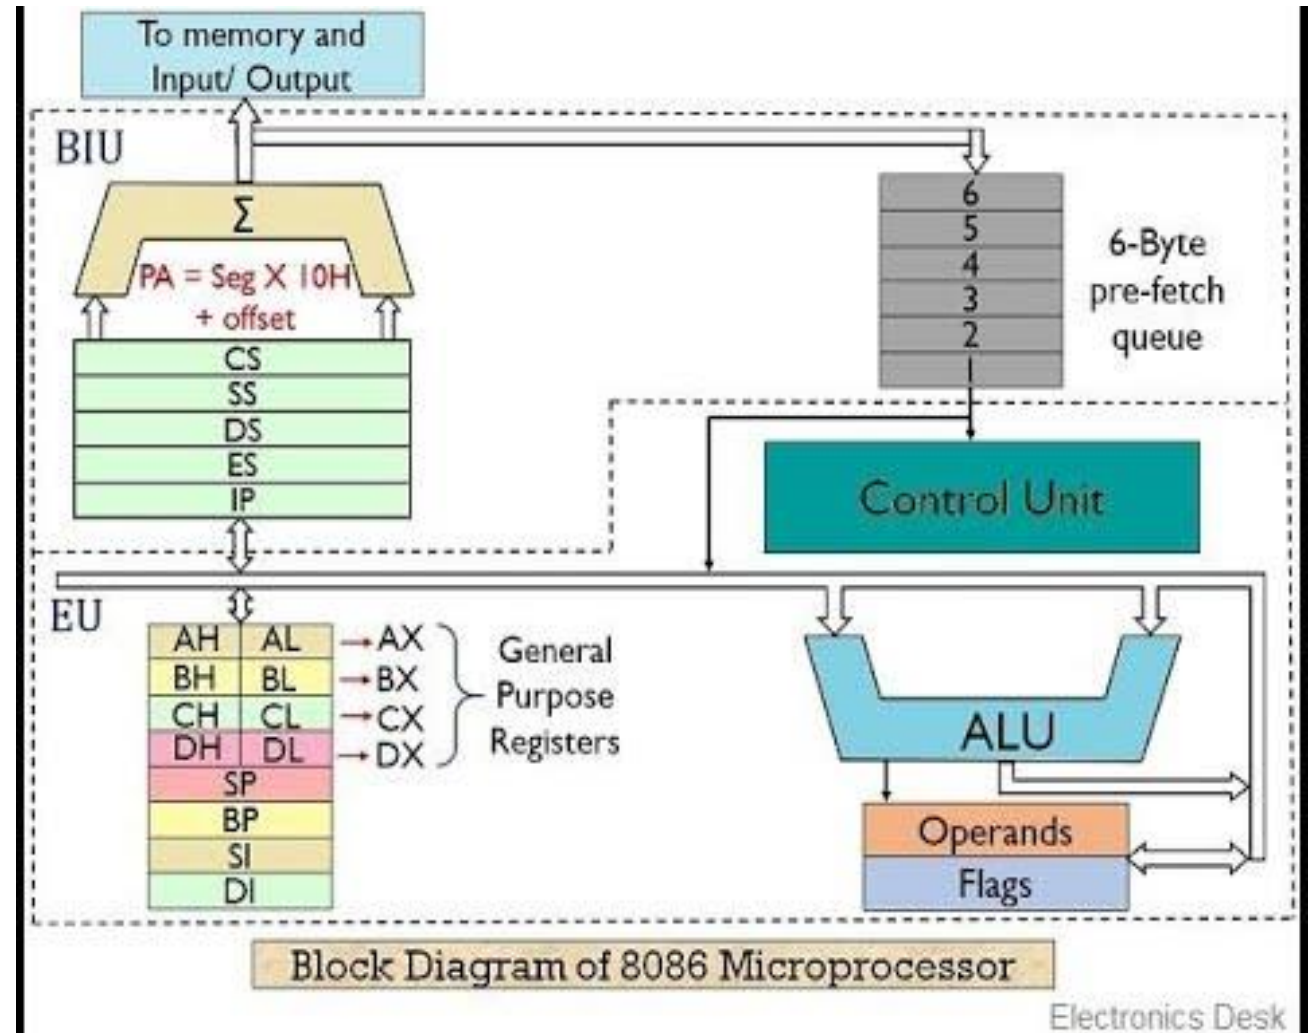 To memory and
Input/ Output
BIU
Σ
PA = Seg X 10H
+ offset
CS
SS
DS
ES
IP
6
5
4
3
2
1
6-Byte
pre-fetch
queue
Control Unit
EU
AH AL → AX
BH BL → BX
CH CL → CX
DH DL → DX
SP
BP
SI
DI
General
Purpose
Registers
ALU
Operands
Flags
Block Diagram of 8086 Microprocessor
Electronics Desk